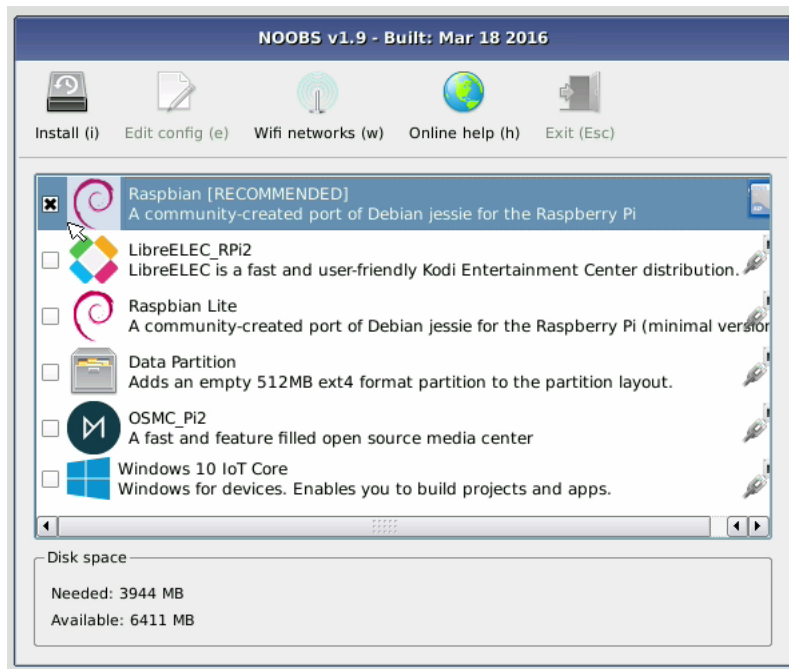 NOOBS v1.9 - Built: Mar 18 2016
Install (i) Edit config (e) Wifi networks (w) Online help (h) Exit (Esc)
Raspbian [RECOMMENDED]
A community-created port of Debian jessie for the Raspberry Pi
LibreELEC_RPi2
LibreELEC is a fast and user-friendly Kodi Entertainment Center distribution.
Raspbian Lite
A community-created port of Debian jessie for the Raspberry Pi (minimal version
Data Partition
Adds an empty 512MB ext4 format partition to the partition layout.
OSMC_Pi2
A fast and feature filled open source media center
Windows 10 IoT Core
Windows for devices. Enables you to build projects and apps.
Disk space
Needed: 3944 MB
Available: 6411 MB